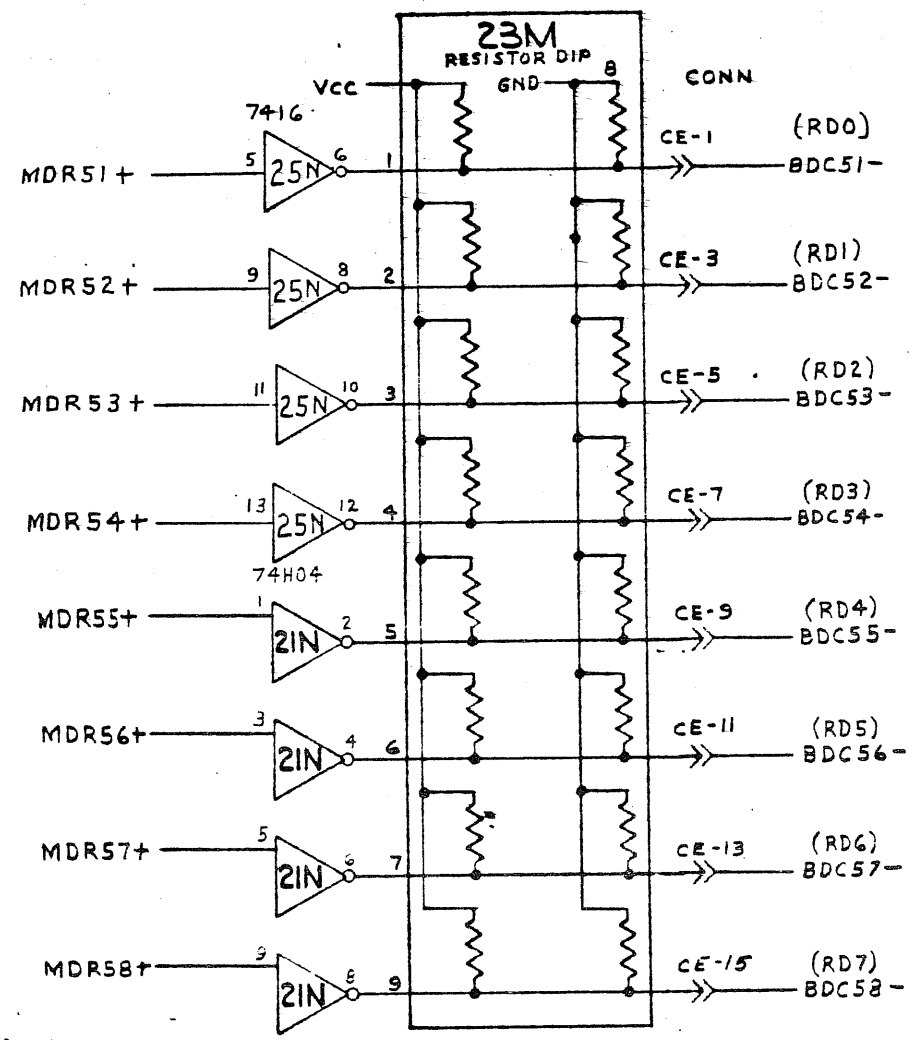 23M
RESISTOR DIP
VCC GND 8 CONN
7416
MDR51+ 5 25N 6 1 CE-1 (RD0)
BDC51-
MDR52+ 9 25N 8 2 CE-3 (RD1)
BDC52-
MDR53+ 11 25N 10 3 CE-5 (RD2)
BDC53-
MDR54+ 13 25N 12 4 CE-7 (RD3)
BDC54-
74H04
MDR55+ 1 21N 2 5 CE-9 (RD4)
BDC55-
MDR56+ 3 21N 4 6 CE-11 (RD5)
BDC56-
MDR57+ 5 21N 6 7 CE-13 (RD6)
BDC57-
MDR58+ 9 21N 8 9 CE-15 (RD7)
BDC58-